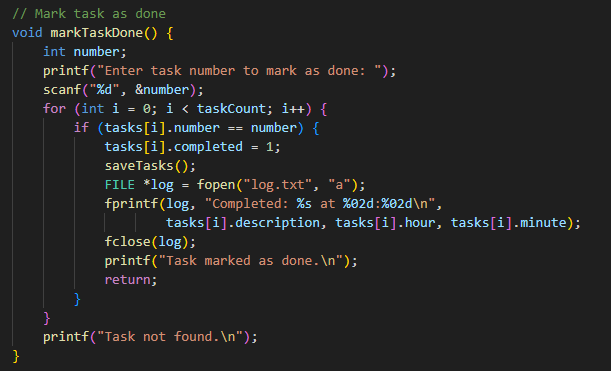 // Mark task as done
void markTaskDone() {
    int number;
    printf("Enter task number to mark as done: ");
    scanf("%d", &number);
    for (int i = 0; i < taskCount; i++) {
        if (tasks[i].number == number) {
            tasks[i].completed = 1;
            saveTasks();
            FILE *log = fopen("log.txt", "a");
            fprintf(log, "Completed: %s at %02d:%02d\n",
                    tasks[i].description, tasks[i].hour, tasks[i].minute);
            fclose(log);
            printf("Task marked as done.\n");
            return;
        }
    }
    printf("Task not found.\n");
}